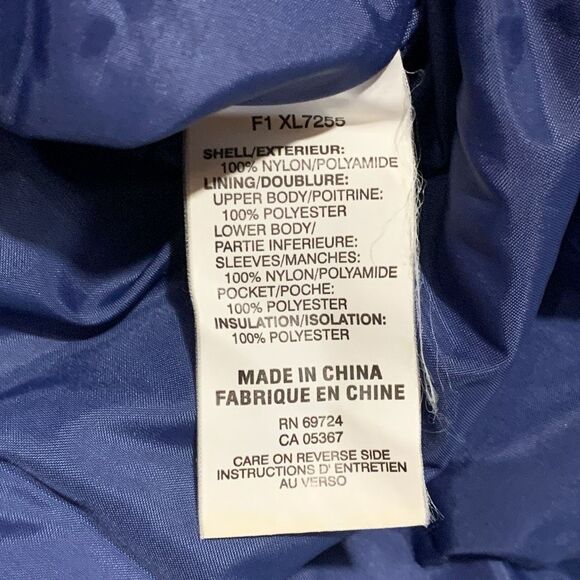 F1 XL7255
SHELL/EXTERIEUR:
100% NYLON/POLYAMIDE
LINING/DOUBLURE:
UPPER BODY/POITRINE:
100% POLYESTER
LOWER BODY/
PARTIE INFERIEURE:
SLEEVES/MANCHES:
100% NYLON/POLYAMIDE
POCKET/POCHE:
100% POLYESTER
INSULATION/ISOLATION:
100% POLYESTER
MADE IN CHINA
FABRIQUE EN CHINE
RN 69724
CA 05367
CARE ON REVERSE SIDE
INSTRUCTIONS D' ENTRETIEN
AU VERSO